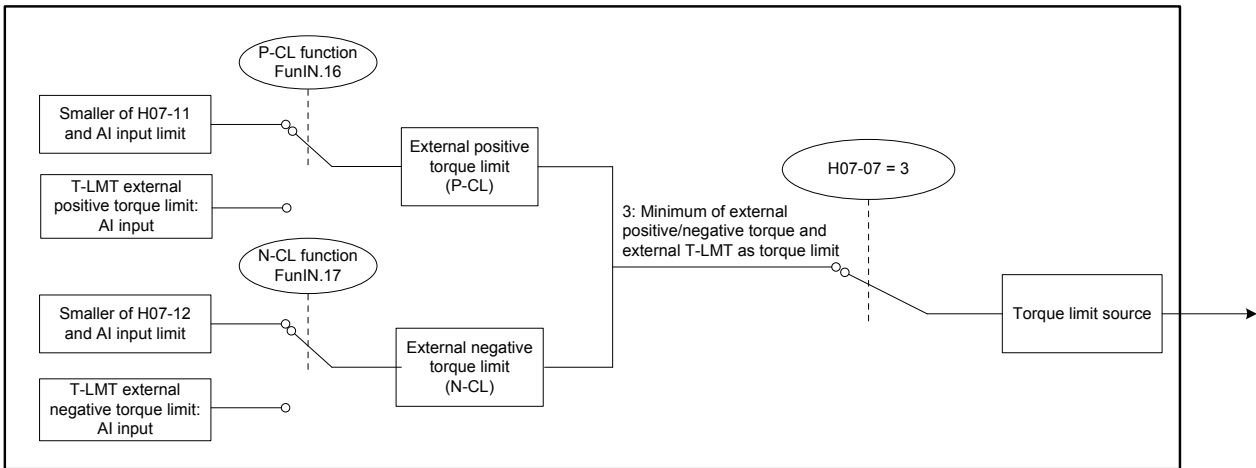 P-CL function
FunIN.16
Smaller of H07-11
and AI input limit
External positive
torque limit
(P-CL)
T-LMT external
positive torque limit:
AI input
H07-07 = 3
3: Minimum of external
positive/negative torque and
external T-LMT as torque limit
N-CL function
FunIN.17
Smaller of H07-12
and AI input limit
External negative
torque limit
(N-CL)
Torque limit source
T-LMT external
negative torque limit:
AI input